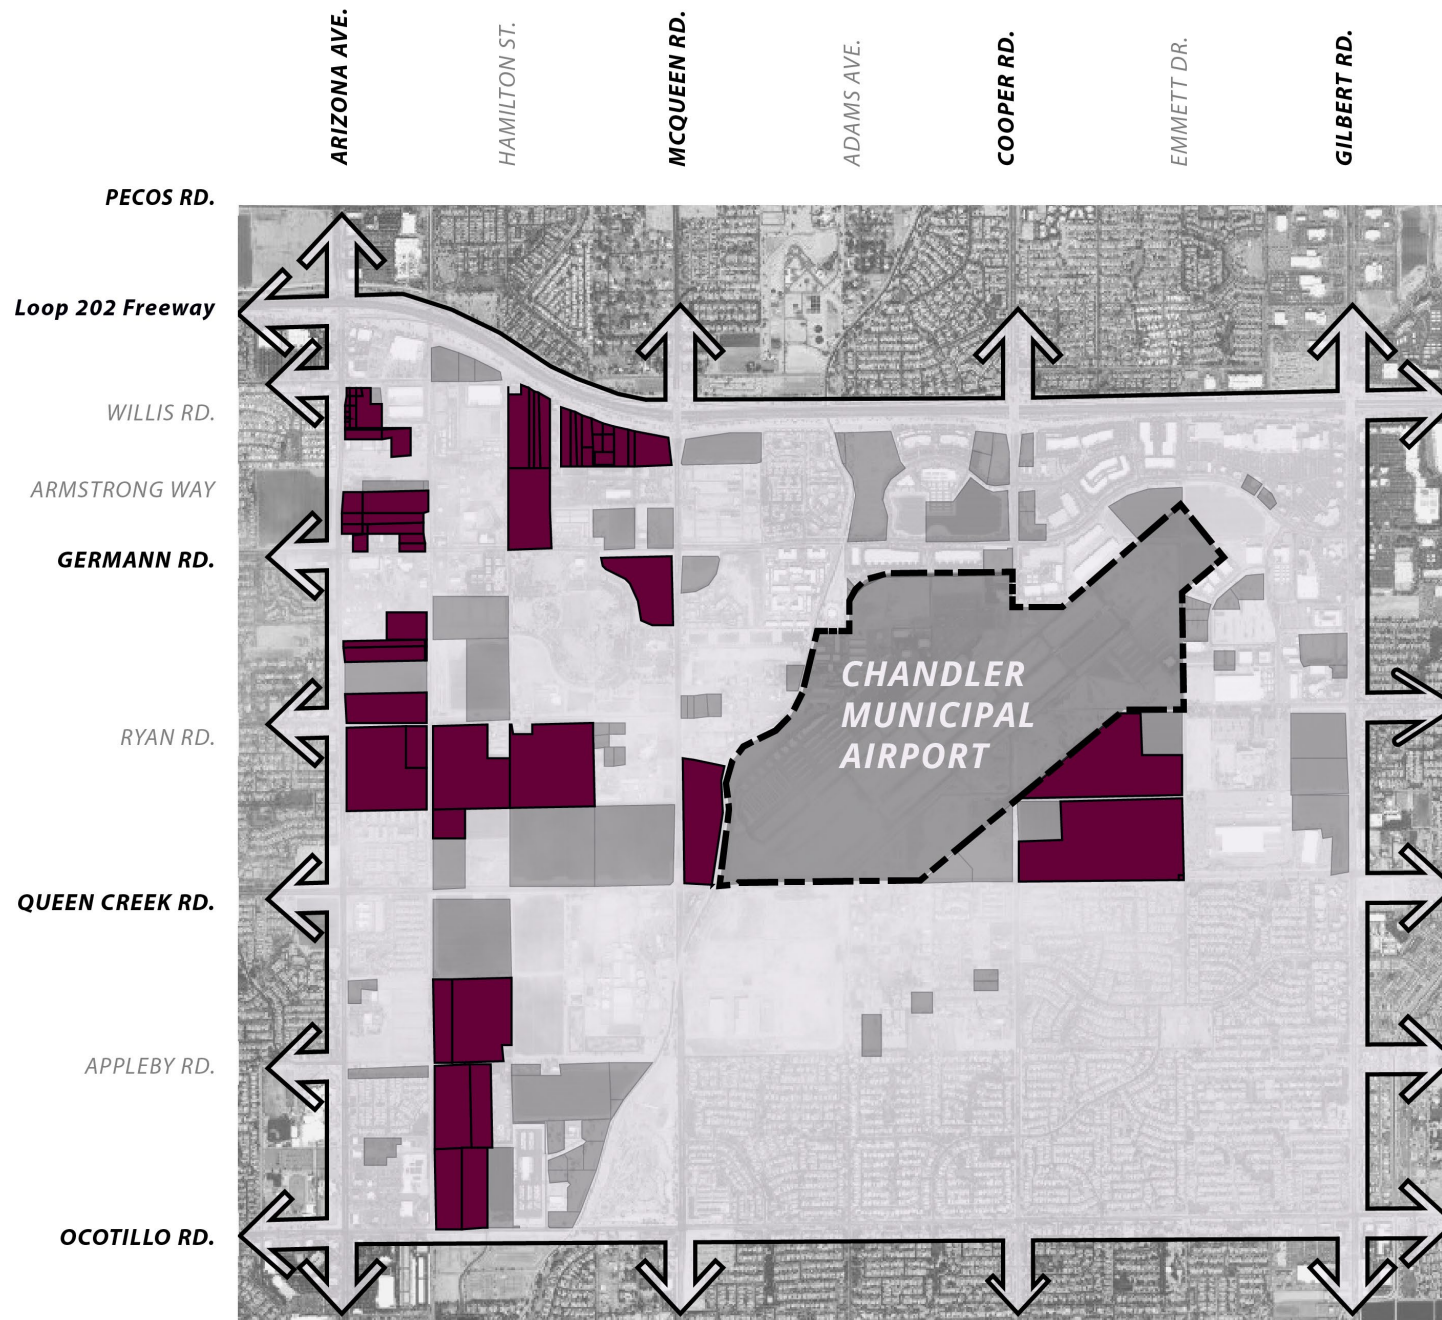 ARIZONA AVE.
HAMILTON ST.
MCQUEEN RD.
ADAMS AVE.
COOPER RD.
EMMETT DR.
GILBERT RD.
PECOS RD.
Loop 202 Freeway
WILLIS RD.
ARMSTRONG WAY
GERMANN RD.
CHANDLER
MUNICIPAL
AIRPORT
RYAN RD.
QUEEN CREEK RD.
APPLEBY RD.
OCOTILLO RD.